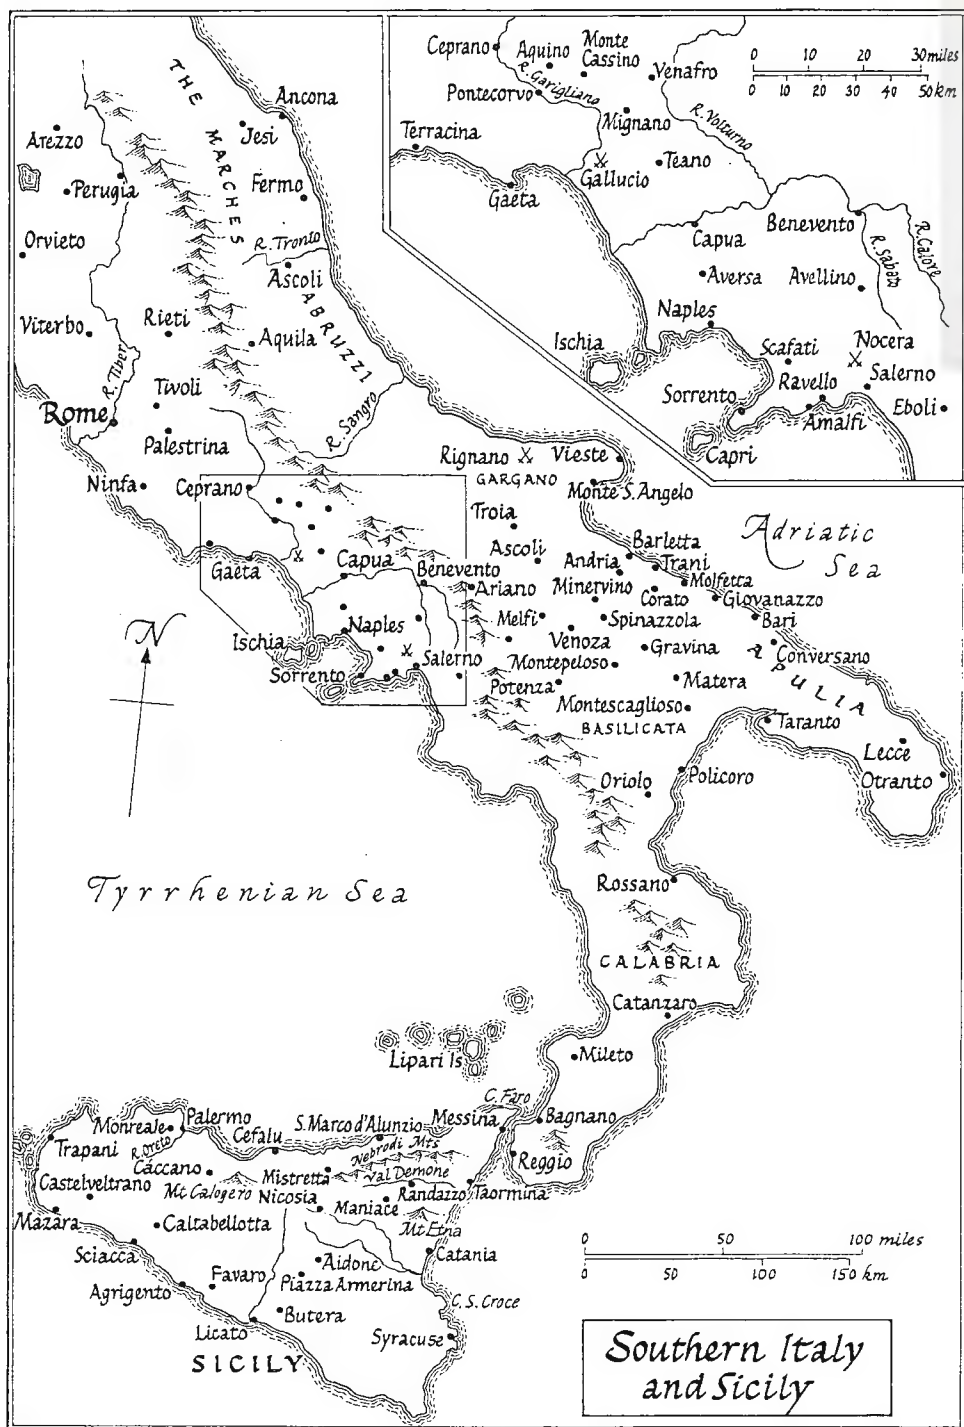 THE MARCHES
Ancona
Jesi
Arezzo
Perugia
Fermo
Orvieto
R. Tronto
Ascoli
ABRUZZI
Viterbo
Rieti
Aquila
R. Tiber
Tivoli
R. Sangro
Rome
Palestrina
Ninfa
Ceprano
Gaeta
Capua
Benevento
Ischia
Naples
Salerno
Sorrento
N
Rignano
Vieste
GARGANO
Monte S. Angelo
Troia
Ascoli
Barletta
Andria
Trani
Ariano
Minervino
Molfetta
Corato
Giovanazzo
Melfi
Spinazzola
Bari
Venoza
Gravina
Conversano
Montepeloso
APULIA
Potenza
Matera
Montescaglioso
BASILICATA
Taranto
Lecce
Otranto
Oriolo
Policoro
Adriatic
Sea
Tyrrhenian Sea
Rossano
CALABRIA
Catanzaro
Mileto
Lipari Is
C. Faro
Bagnano
Messina
Reggio
Monreale
Palermo
S. Marco d'Alunzio
Cefalu
Trapani
R. Oreto
Nebrodi Mts
Caccano
Mistretta
Val Demone
Castelveltrano
Mt Calogero
Nicosia
Randazzo
Taormina
Maniace
Mazara
Caltabellotta
Mt Etna
Sciacca
Aidone
Catania
Agrigento
Favaro
Piazza Armerina
C. S. Croce
Butera
Licato
Syracuse
SICILY
Ceprano
Aquino
Monte
Cassino
Venafro
R. Garigliano
Pontecorvo
Mignano
R. Volturno
Terracina
Teano
Gallucio
Gaeta
Benevento
Capua
R. Sabato
R. Calore
Aversa
Avellino
Naples
Ischia
Scafati
Nocera
Ravello
Salerno
Sorrento
Amalfi
Eboli
Capri
0 10 20 30 miles
0 10 20 30 40 50 km
0 50 100 miles
0 50 100 150 km
Southern Italy
and Sicily